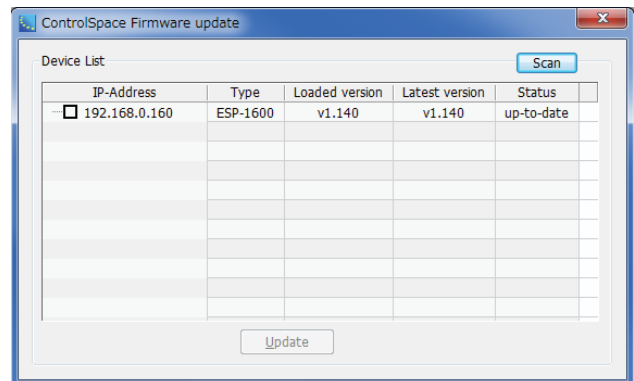 ControlSpace Firmware update
Device List
Scan
IP-Address Type Loaded version Latest version Status
192.168.0.160 ESP-1600 v1.140 v1.140 up-to-date
Update